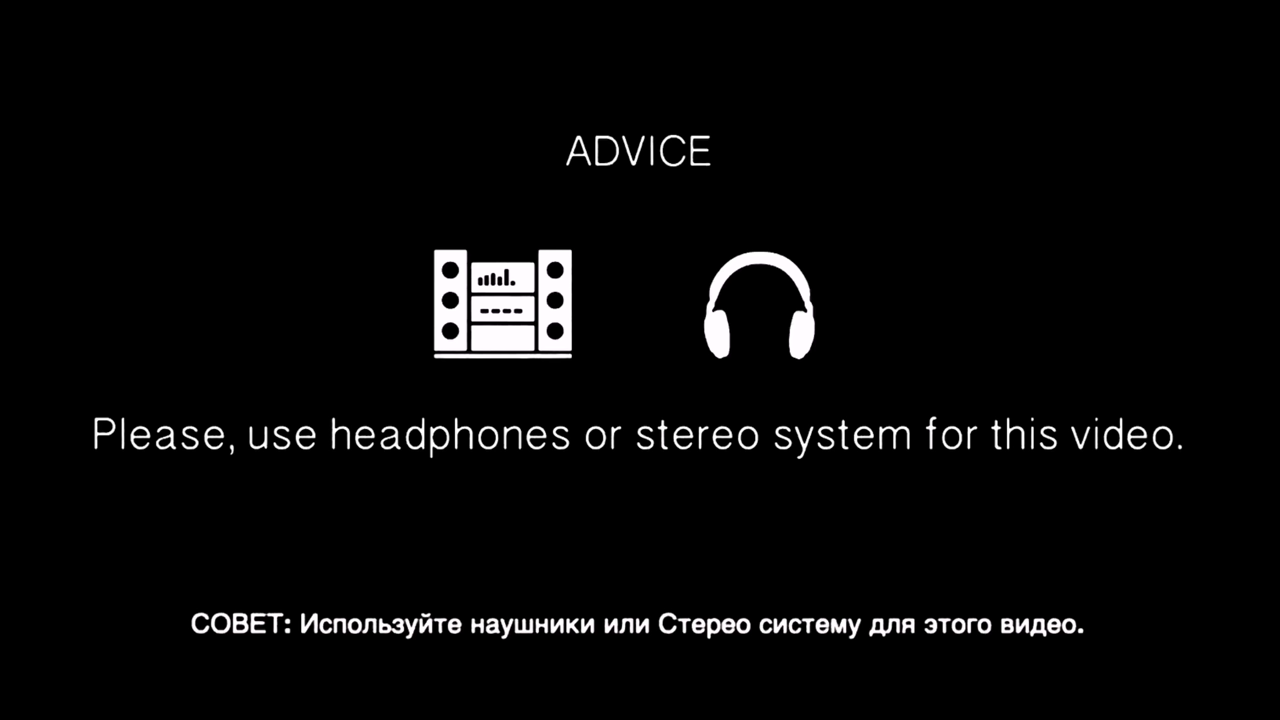 ADVICE
Please, use headphones or stereo system for this video.
СОВЕТ: Используйте наушники или Стерео систему для этого видео.